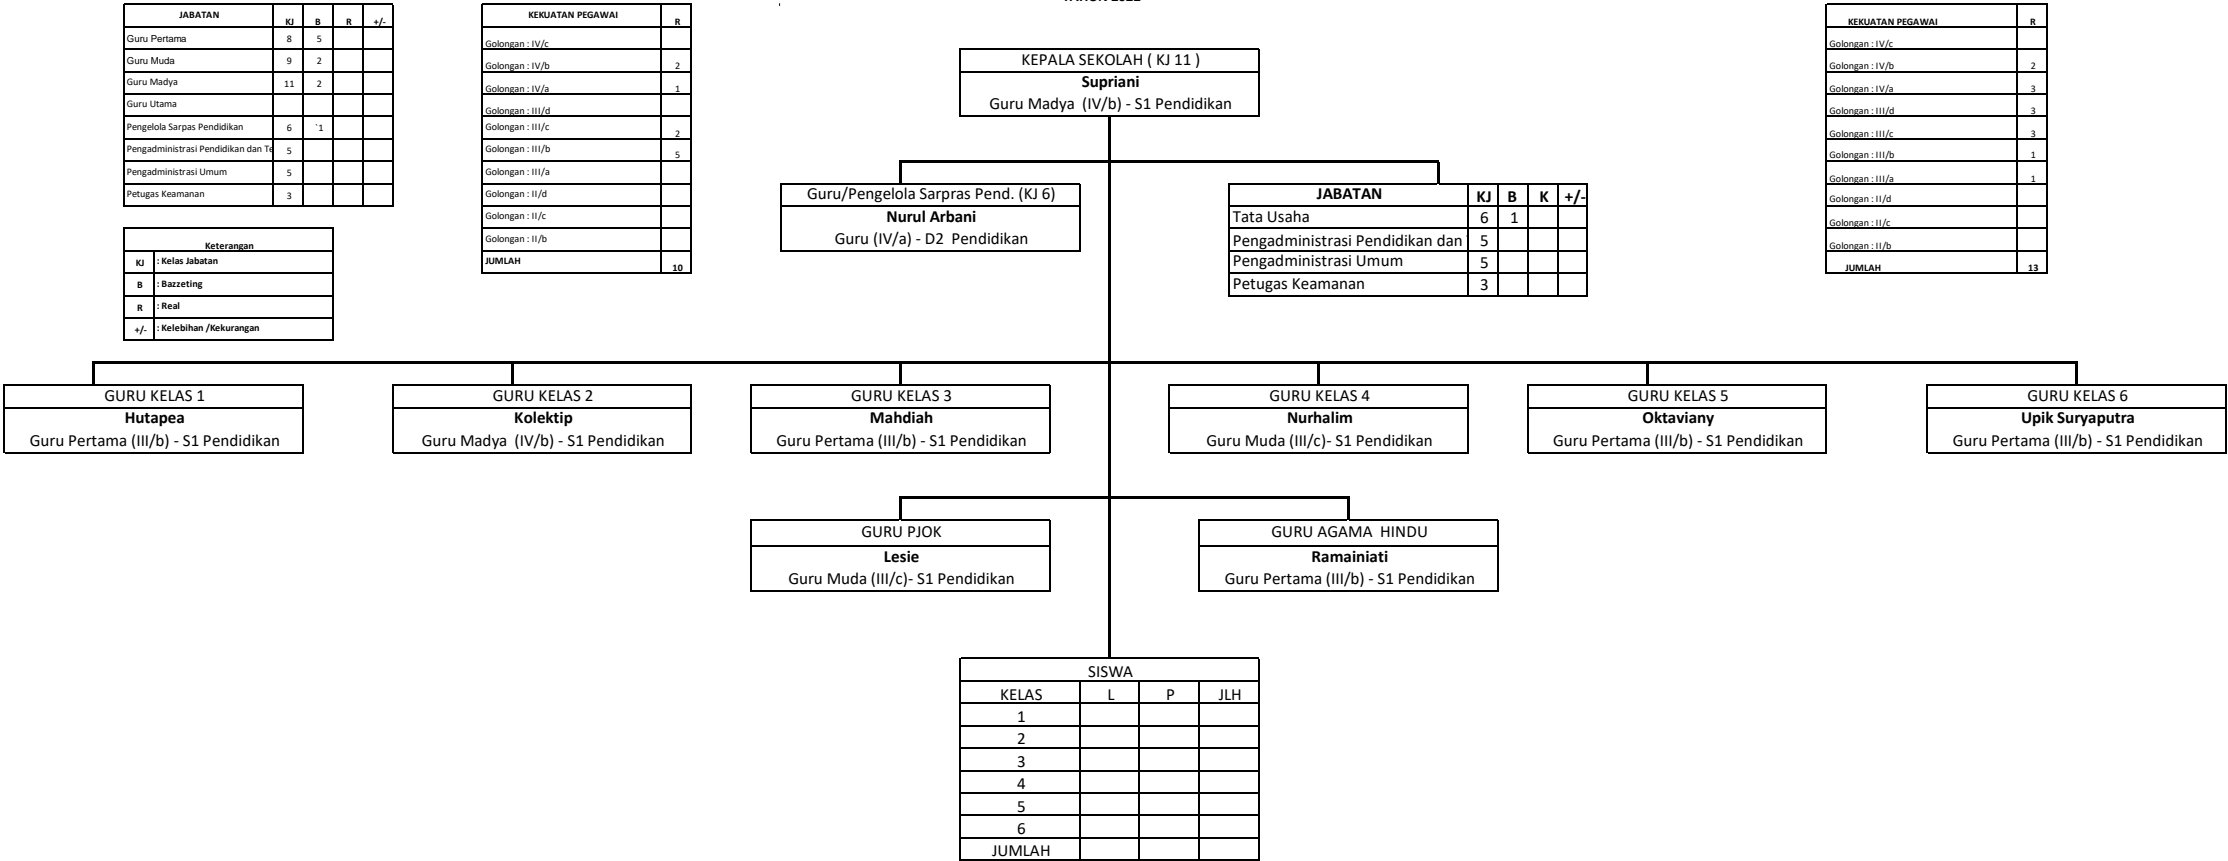 TAHUN 2022
JABATAN KJ B R +/-
Guru Pertama 8 5
Guru Muda 9 2
Guru Madya 11 2
Guru Utama
Pengelola Sarpas Pendidikan 6 `1
Pengadministrasi Pendidikan dan Te 5
Pengadministrasi Umum 5
Petugas Keamanan 3
Keterangan
KJ : Kelas Jabatan
B : Bazzeting
R : Real
+/- : Kelebihan /Kekurangan
KEKUATAN PEGAWAI R
Golongan : IV/c
Golongan : IV/b 2
Golongan : IV/a 1
Golongan : III/d
Golongan : III/c 2
Golongan : III/b 5
Golongan : III/a
Golongan : II/d
Golongan : II/c
Golongan : II/b
JUMLAH 10
KEPALA SEKOLAH ( KJ 11 )
Supriani
Guru Madya (IV/b) - S1 Pendidikan
KEKUATAN PEGAWAI R
Golongan : IV/c
Golongan : IV/b 2
Golongan : IV/a 3
Golongan : III/d 3
Golongan : III/c 3
Golongan : III/b 1
Golongan : III/a 1
Golongan : II/d
Golongan : II/c
Golongan : II/b
JUMLAH 13
Guru/Pengelola Sarpras Pend. (KJ 6)
Nurul Arbani
Guru (IV/a) - D2 Pendidikan
JABATAN KJ B K +/-
Tata Usaha 6 1
Pengadministrasi Pendidikan dan 5
Pengadministrasi Umum 5
Petugas Keamanan 3
GURU KELAS 1
Hutapea
Guru Pertama (III/b) - S1 Pendidikan
GURU KELAS 2
Kolektip
Guru Madya (IV/b) - S1 Pendidikan
GURU KELAS 3
Mahdiah
Guru Pertama (III/b) - S1 Pendidikan
GURU KELAS 4
Nurhalim
Guru Muda (III/c)- S1 Pendidikan
GURU KELAS 5
Oktaviany
Guru Pertama (III/b) - S1 Pendidikan
GURU KELAS 6
Upik Suryaputra
Guru Pertama (III/b) - S1 Pendidikan
GURU PJOK
Lesie
Guru Muda (III/c)- S1 Pendidikan
GURU AGAMA HINDU
Ramainiati
Guru Pertama (III/b) - S1 Pendidikan
SISWA
KELAS L P JLH
1
2
3
4
5
6
JUMLAH